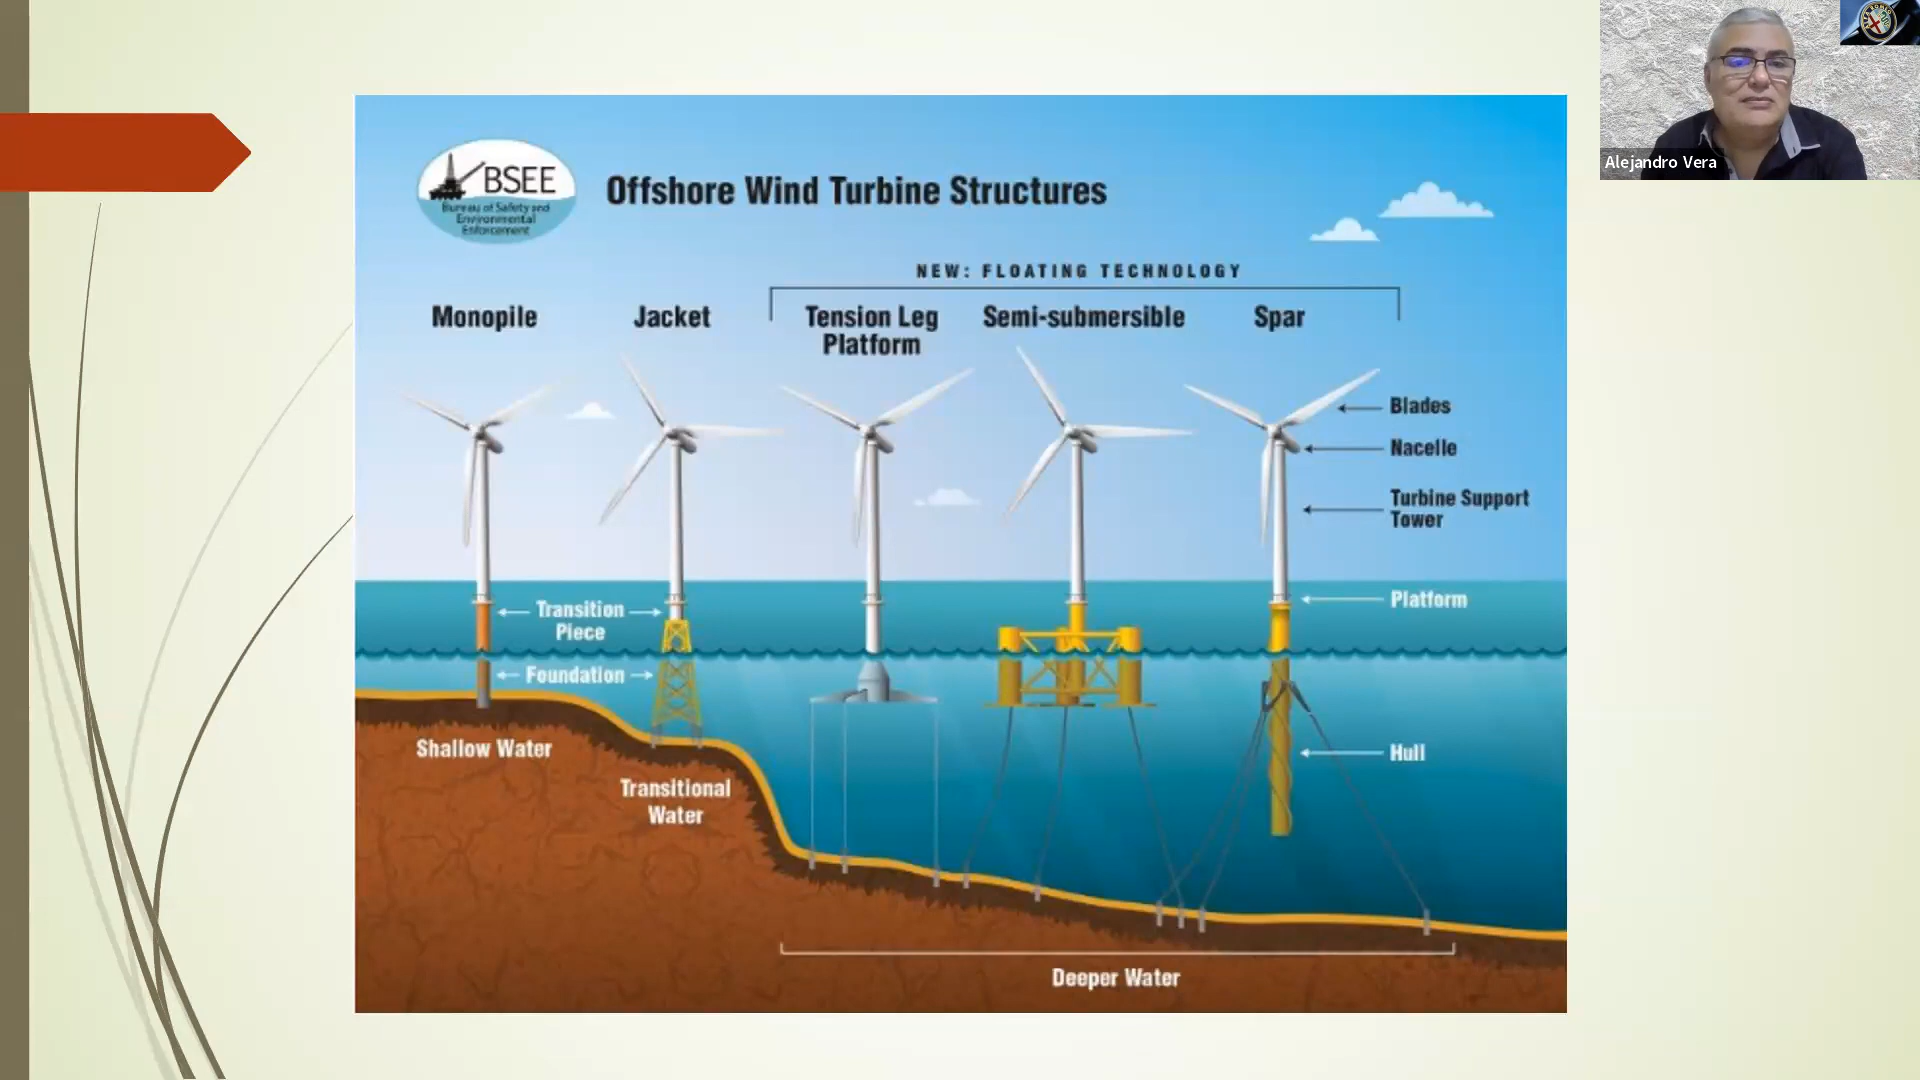 BSEE
Bureau of Safety and
Environmental
Enforcement
Offshore Wind Turbine Structures
NEW: FLOATING TECHNOLOGY
Monopile
Jacket
Tension Leg
Platform
Semi-submersible
Spar
Blades
Nacelle
Turbine Support
Tower
Transition
Piece
Platform
Foundation
Shallow Water
Hull
Transitional
Water
Deeper Water
Alejandro Vera